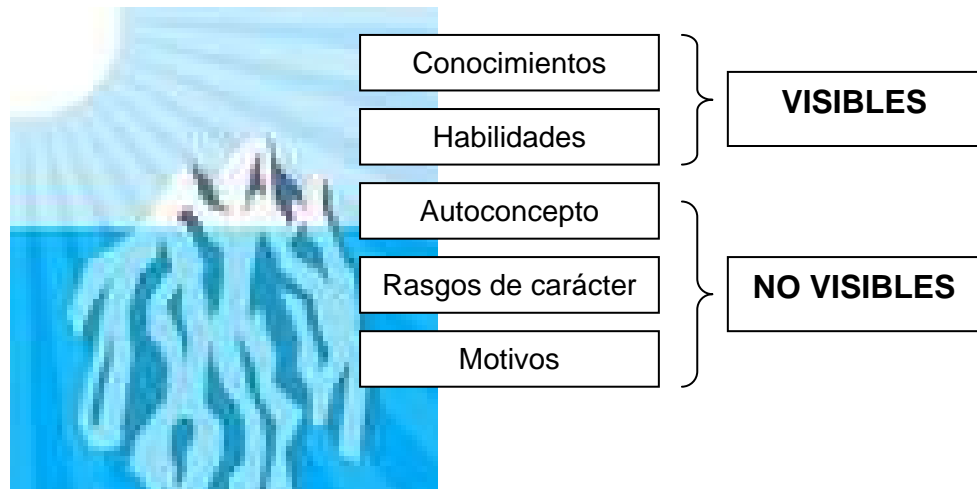 Conocimientos
Habilidades
VISIBLES
Autoconcepto
Rasgos de carácter
Motivos
NO VISIBLES